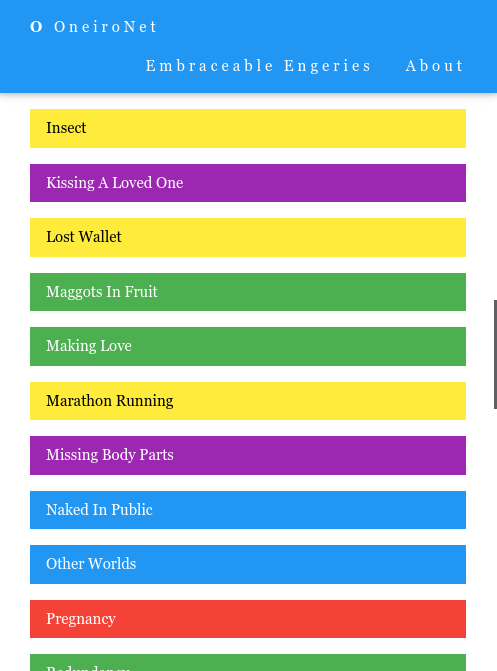 O OneiroNet
Embraceable Engeries About
Insect
Kissing A Loved One
Lost Wallet
Maggots In Fruit
Making Love
Marathon Running
Missing Body Parts
Naked In Public
Other Worlds
Pregnancy
Redundancy